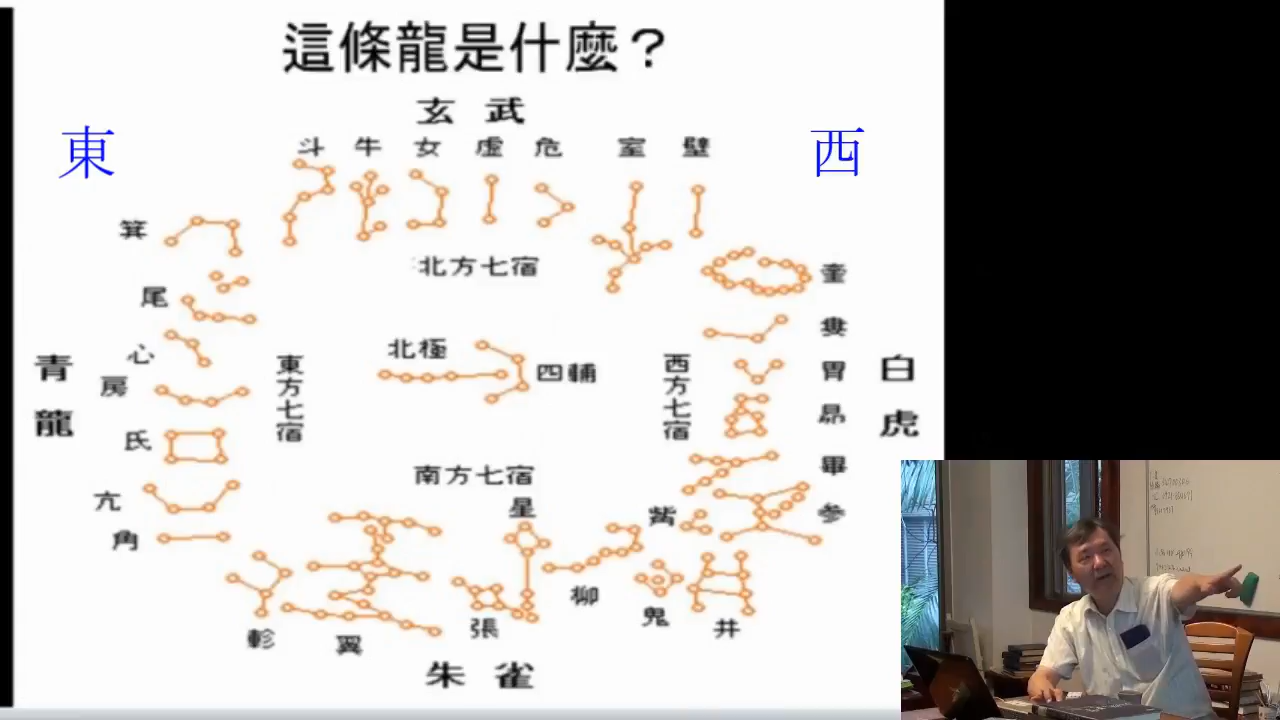 這條龍是什麼？
玄武
東
西
斗 牛 女 虛 危 室 壁
箕
北方七宿
奎
尾
婁
心
北極
四輔
東方七宿
西方七宿
青龍
白虎
胃
房
昴
氐
畢
南方七宿
亢
星
觜
参
角
柳
鬼
井
張
軫
翼
朱雀